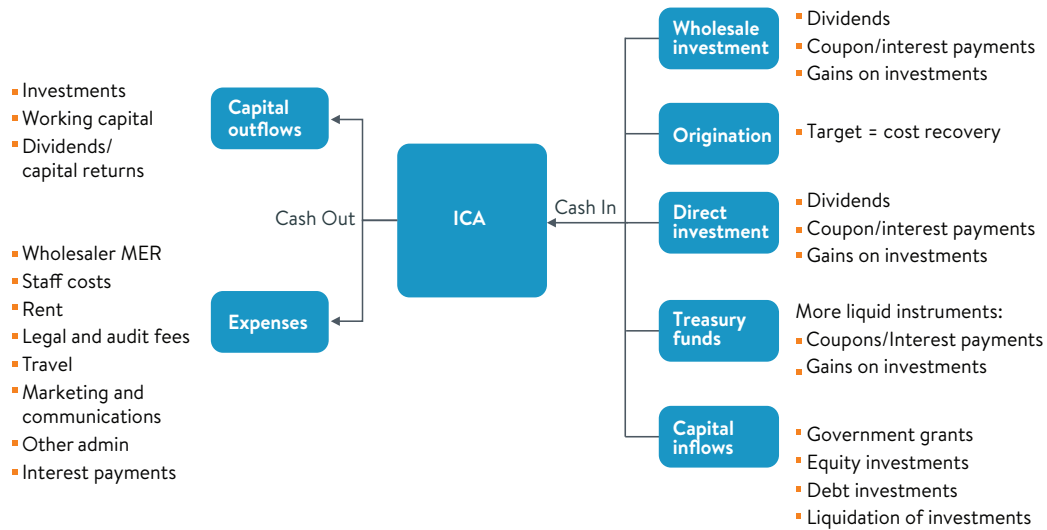 Investments
Working capital
Dividends/
capital returns
Capital
outflows
Cash Out
Wholesaler MER
Staff costs
Rent
Legal and audit fees
Travel
Marketing and
communications
Other admin
Interest payments
Expenses
ICA
Cash In
Wholesale
investment
Dividends
Coupon/interest payments
Gains on investments
Origination
Target = cost recovery
Direct
investment
Dividends
Coupon/interest payments
Gains on investments
Treasury
funds
More liquid instruments:
Coupons/Interest payments
Gains on investments
Capital
inflows
Government grants
Equity investments
Debt investments
Liquidation of investments